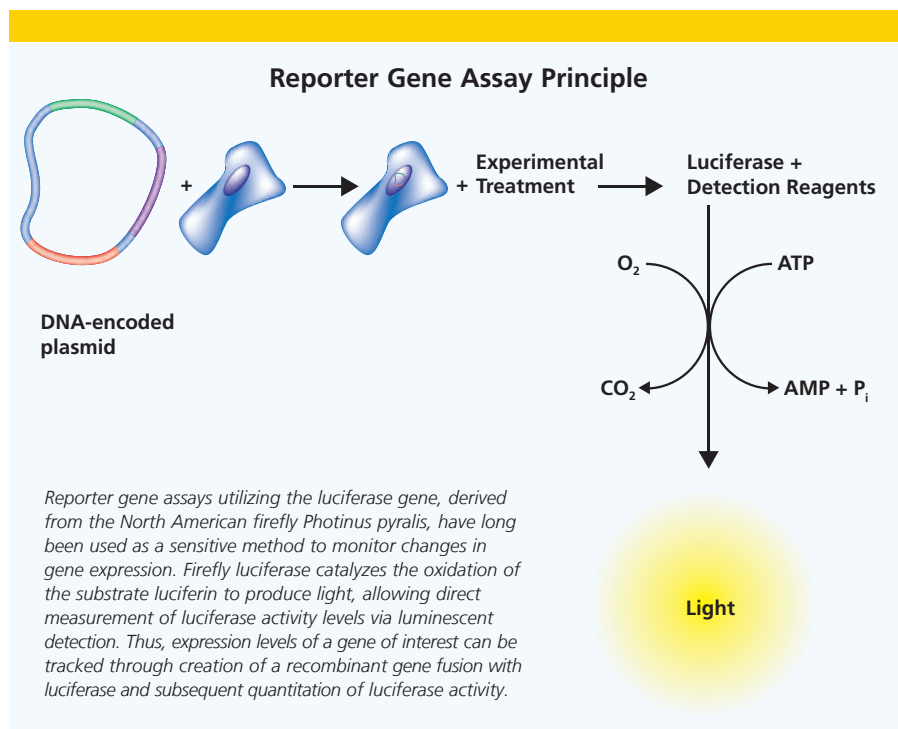 Reporter Gene Assay Principle
+
+
Experimental
Treatment
Luciferase +
Detection Reagents
O₂
ATP
DNA-encoded
plasmid
CO₂
AMP + Pᵢ
Reporter gene assays utilizing the luciferase gene, derived
from the North American firefly Photinus pyralis, have long
been used as a sensitive method to monitor changes in
gene expression. Firefly luciferase catalyzes the oxidation of
the substrate luciferin to produce light, allowing direct
measurement of luciferase activity levels via luminescent
detection. Thus, expression levels of a gene of interest can be
tracked through creation of a recombinant gene fusion with
luciferase and subsequent quantitation of luciferase activity.
Light